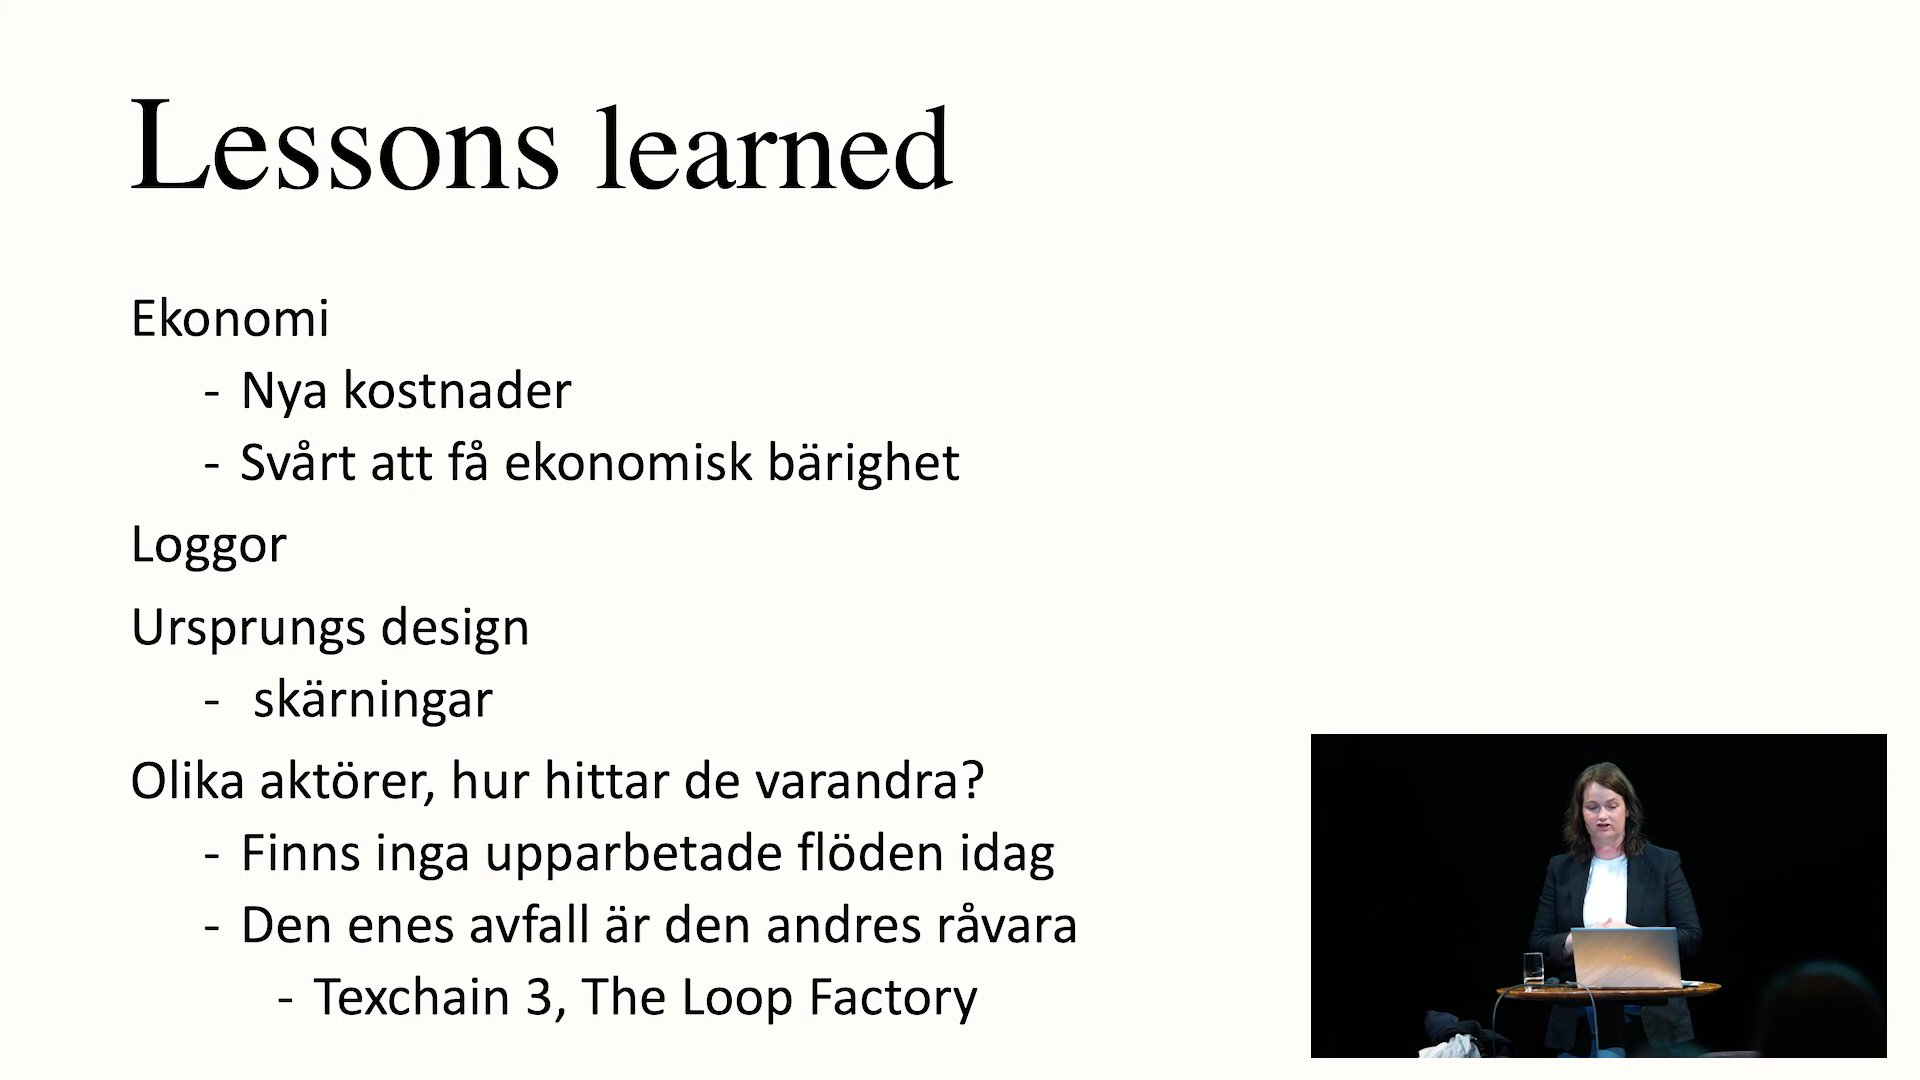 Lessons learned
Ekonomi
- Nya kostnader
- Svårt att få ekonomisk bärighet
Loggor
Ursprungs design
- skärningar
Olika aktörer, hur hittar de varandra?
- Finns inga upparbetade flöden idag
- Den enes avfall är den andres råvara
- Texchain 3, The Loop Factory